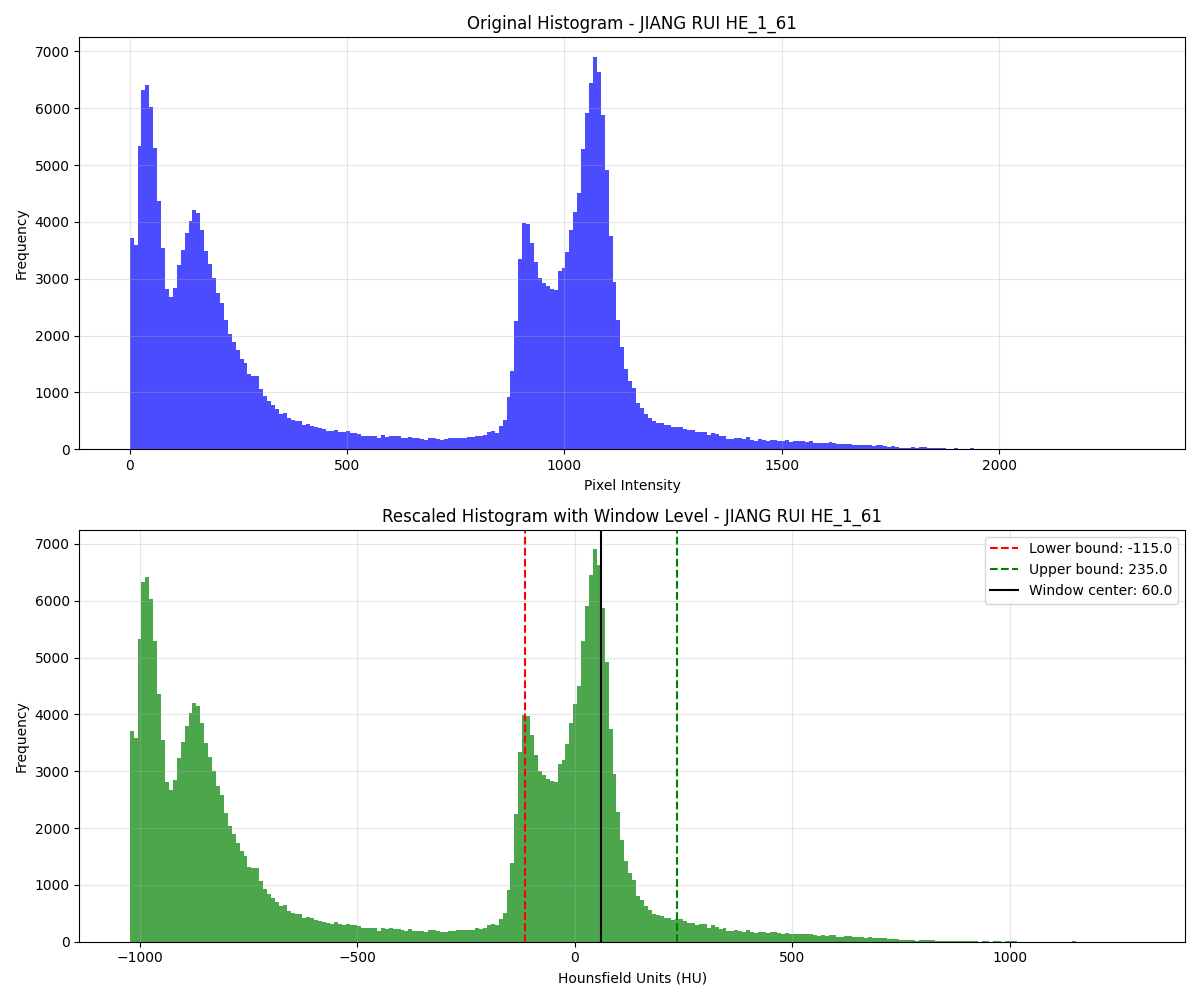 Original Histogram - JIANG RUI HE_1_61
7000
6000
5000
4000
3000
2000
1000
0
Frequency
0 500 1000 1500 2000
Pixel Intensity
Rescaled Histogram with Window Level - JIANG RUI HE_1_61
Lower bound: -115.0
Upper bound: 235.0
Window center: 60.0
7000
6000
5000
4000
3000
2000
1000
0
Frequency
−1000 −500 0 500 1000
Hounsfield Units (HU)